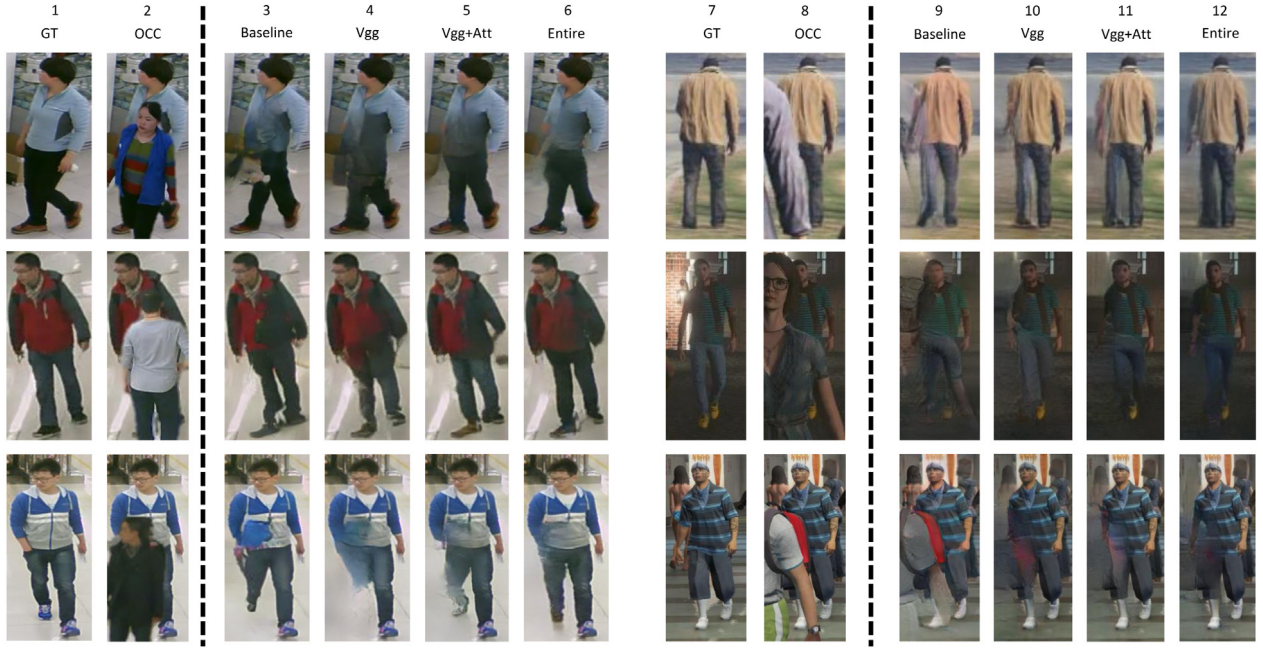 1 2 3 4 5 6 7 8 9 10 11 12
GT OCC Baseline Vgg Vgg+Att Entire GT OCC Baseline Vgg Vgg+Att Entire